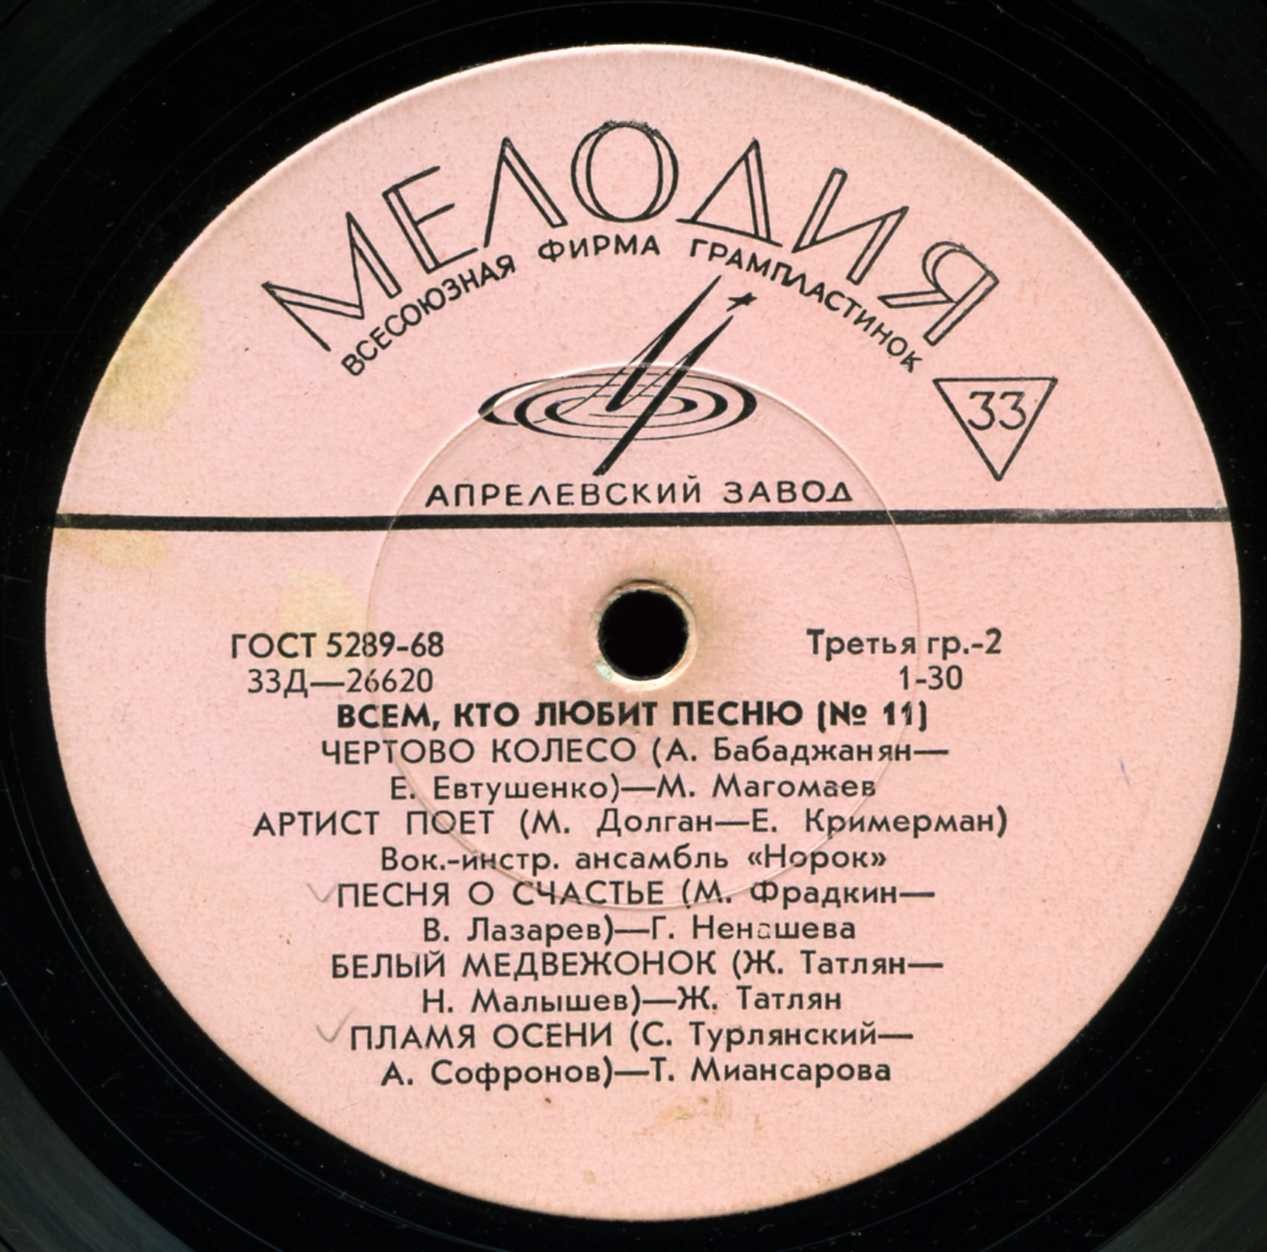 МЕЛОДИЯ
ВСЕСОЮЗНАЯ ФИРМА ГРАМПЛАСТИНОК
33
АПРЕЛЕВСКИЙ ЗАВОД
ГОСТ 5289-68
Третья гр.-2
33Д—26620
1-30
ВСЕМ, КТО ЛЮБИТ ПЕСНЮ (№ 11)
ЧЕРТОВО КОЛЕСО (А. Бабаджанян—
Е. Евтушенко)—М. Магомаев
АРТИСТ ПОЕТ (М. Долган—Е. Кримерман)
Вок.-инстр. ансамбль «Норок»
ПЕСНЯ О СЧАСТЬЕ (М. Фрадкин—
В. Лазарев)—Г. Ненашева
БЕЛЫЙ МЕДВЕЖОНОК (Ж. Татлян—
Н. Малышев)—Ж. Татлян
ПЛАМЯ ОСЕНИ (С. Турлянский—
А. Софронов)—Т. Миансарова